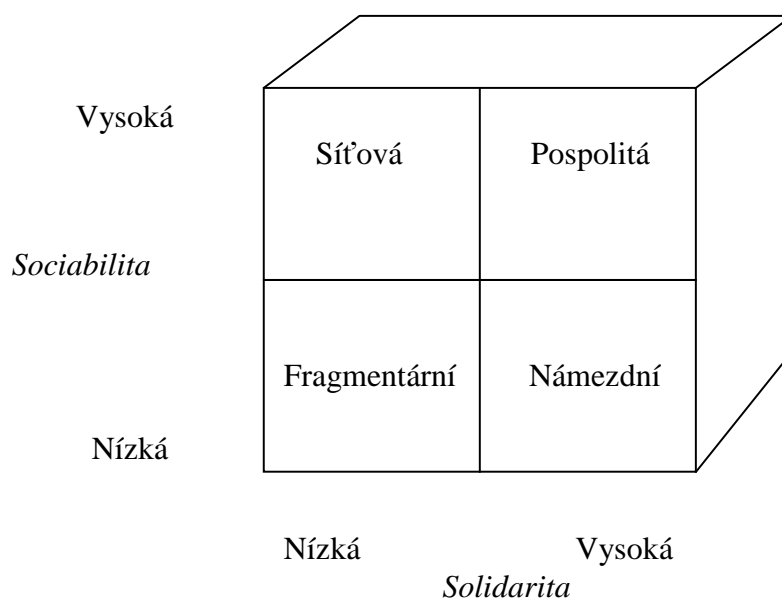 Vysoká
Síťová Pospolitá
Sociabilita
Fragmentární Námezdní
Nízká
Nízká Vysoká
Solidarita